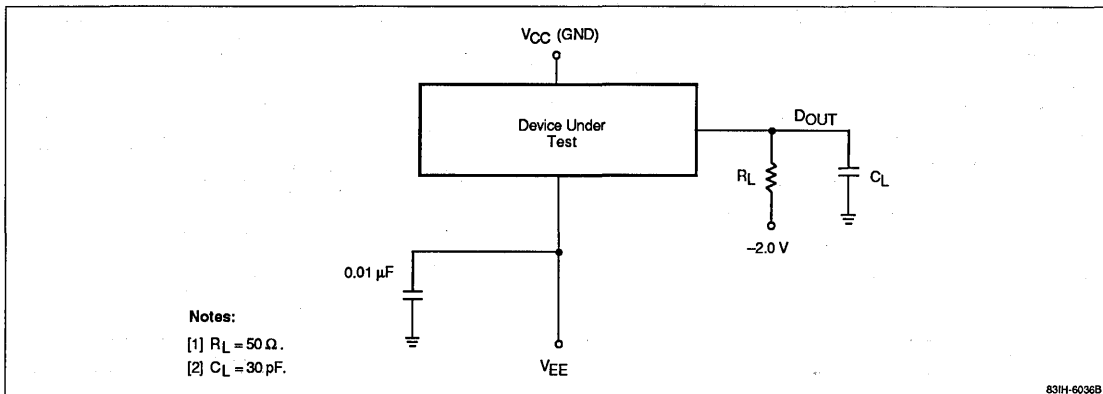 VCC (GND)
Device Under
Test
DOUT
RL
CL
–2.0 V
0.01 µF
Notes:
[1] RL = 50 Ω.
[2] CL = 30 pF.
VEE
83IH-6036B